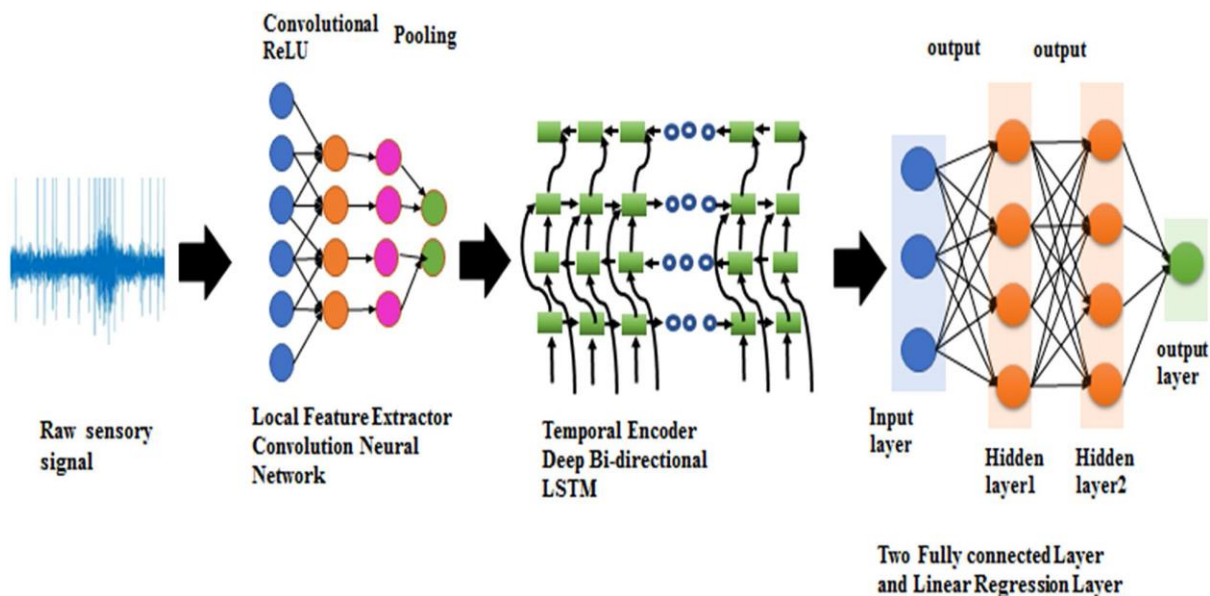 Convolutional
ReLU
Pooling
output
output
Raw sensory
signal
Local Feature Extractor
Convolution Neural
Network
Temporal Encoder
Deep Bi-directional
LSTM
Input
layer
Hidden
layer1
Hidden
layer2
output
layer
Two Fully connected Layer
and Linear Regression Layer